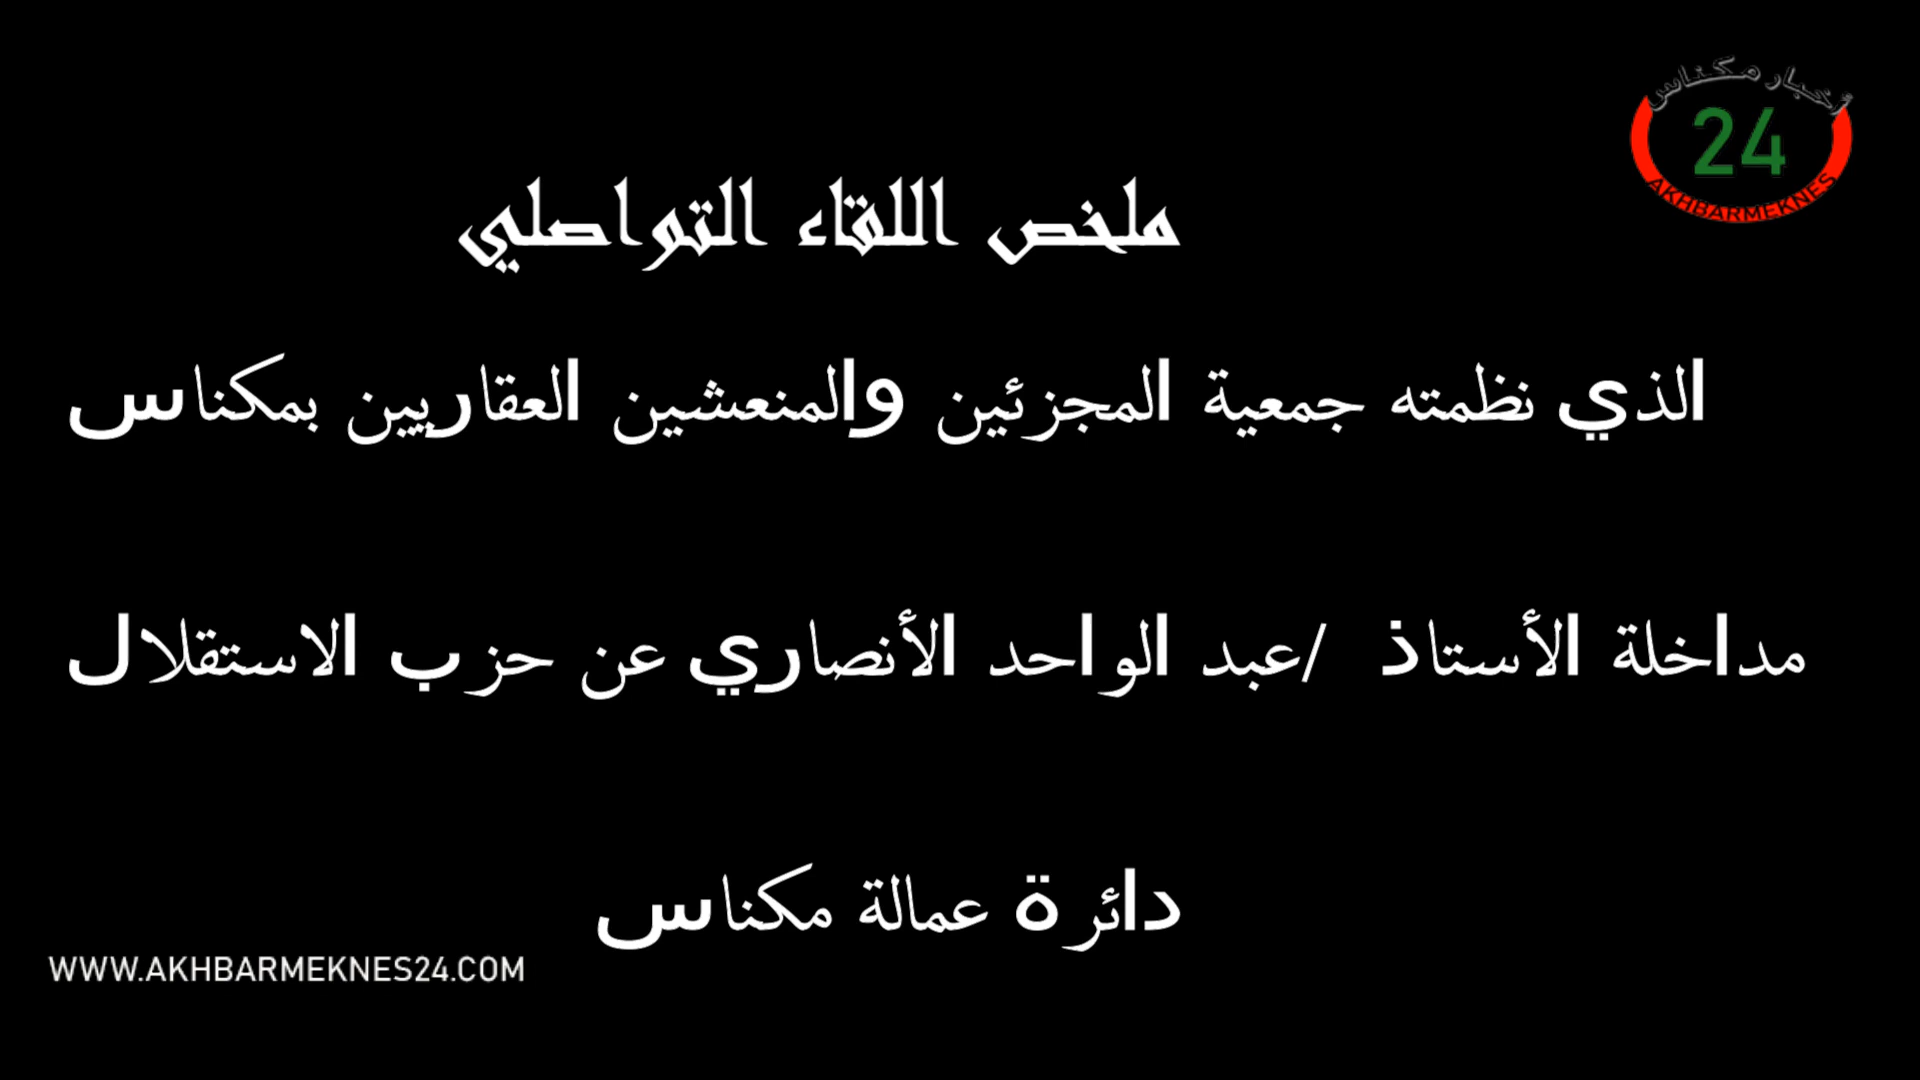 أخبار مكناس
24
AKHBARMEKNES
ملخص اللقاء التواصلي
الذي نظمته جمعية المجزئين والمنعشين العقاريين بمكناس
مداخلة الأستاذ /عبد الواحد الأنصاري عن حزب الاستقلال
دائرة عمالة مكناس
WWW.AKHBARMEKNES24.COM